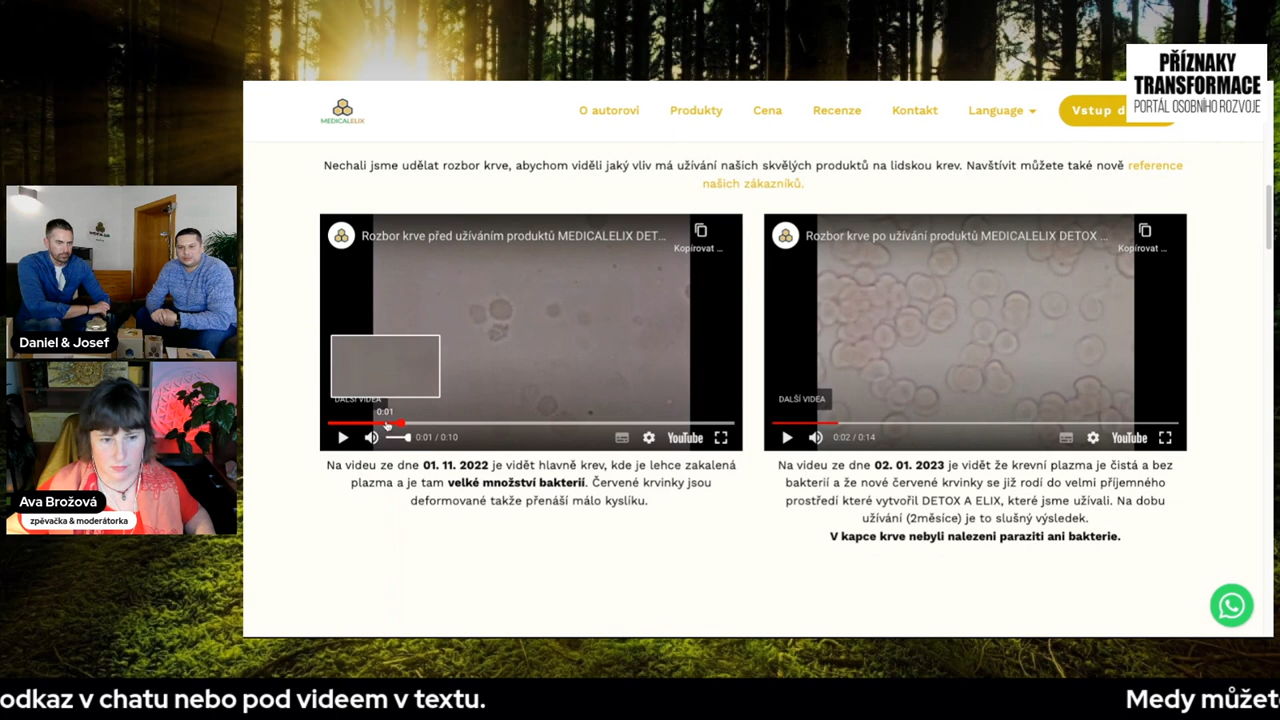 PŘÍZNAKY
TRANSFORMACE
PORTÁL OSOBNÍHO ROZVOJE
MEDICALELIX
O autorovi
Produkty
Cena
Recenze
Kontakt
Language
Vstup d
Nechali jsme udělat rozbor krve, abychom viděli jaký vliv má užívání našich skvělých produktů na lidskou krev. Navštívit můžete také nově reference
našich zákazníků.
Rozbor krve před užíváním produktů MEDICALELIX DET...
Kopírovat ...
DALŠÍ VIDEA
0:01
0:01 / 0:10
YouTube
Na videu ze dne 01. 11. 2022 je vidět hlavně krev, kde je lehce zakalená
plazma a je tam velké množství bakterií. Červené krvinky jsou
deformované takže přenáší málo kyslíku.
Rozbor krve po užívání produktů MEDICALELIX DETOX ...
Kopírovat ...
DALŠÍ VIDEA
0:02 / 0:14
YouTube
Na videu ze dne 02. 01. 2023 je vidět že krevní plazma je čistá a bez
bakterií a že nové červené krvinky se již rodí do velmi příjemného
prostředí které vytvořil DETOX A ELIX, které jsme užívali. Na dobu
užívání (2měsíce) je to slušný výsledek.
V kapce krve nebyli nalezeni paraziti ani bakterie.
Daniel & Josef
Ava Brožová
zpěvačka & moderátorka
odkaz v chatu nebo pod videem v textu.
Medy můžet